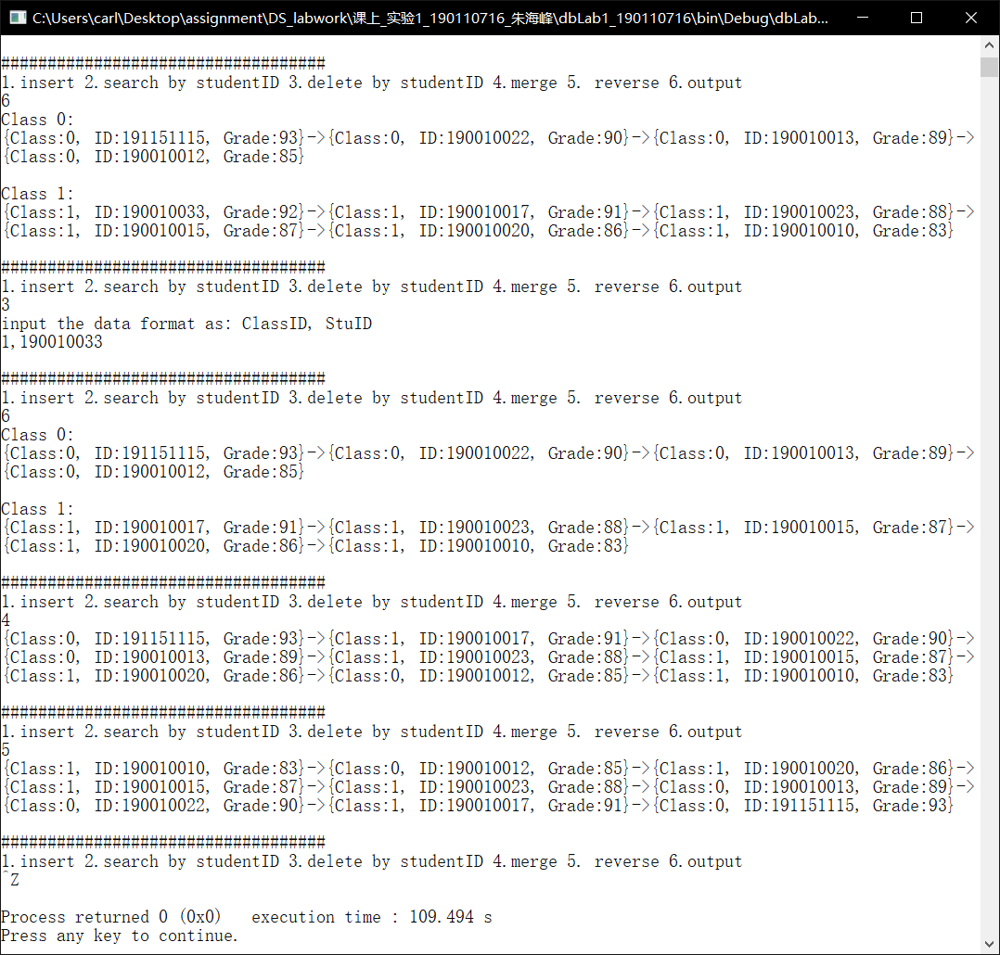 C:\Users\carl\Desktop\assignment\DS_labwork\课上_实验1_190110716_朱海峰\dbLab1_190110716\bin\Debug\dbLab...
###################################
1.insert 2.search by studentID 3.delete by studentID 4.merge 5. reverse 6.output
6
Class 0:
{Class:0, ID:191151115, Grade:93}->{Class:0, ID:190010022, Grade:90}->{Class:0, ID:190010013, Grade:89}->
{Class:0, ID:190010012, Grade:85}
Class 1:
{Class:1, ID:190010033, Grade:92}->{Class:1, ID:190010017, Grade:91}->{Class:1, ID:190010023, Grade:88}->
{Class:1, ID:190010015, Grade:87}->{Class:1, ID:190010020, Grade:86}->{Class:1, ID:190010010, Grade:83}
###################################
1.insert 2.search by studentID 3.delete by studentID 4.merge 5. reverse 6.output
3
input the data format as: ClassID, StuID
1,190010033
###################################
1.insert 2.search by studentID 3.delete by studentID 4.merge 5. reverse 6.output
6
Class 0:
{Class:0, ID:191151115, Grade:93}->{Class:0, ID:190010022, Grade:90}->{Class:0, ID:190010013, Grade:89}->
{Class:0, ID:190010012, Grade:85}
Class 1:
{Class:1, ID:190010017, Grade:91}->{Class:1, ID:190010023, Grade:88}->{Class:1, ID:190010015, Grade:87}->
{Class:1, ID:190010020, Grade:86}->{Class:1, ID:190010010, Grade:83}
###################################
1.insert 2.search by studentID 3.delete by studentID 4.merge 5. reverse 6.output
4
{Class:0, ID:191151115, Grade:93}->{Class:1, ID:190010017, Grade:91}->{Class:0, ID:190010022, Grade:90}->
{Class:0, ID:190010013, Grade:89}->{Class:1, ID:190010023, Grade:88}->{Class:1, ID:190010015, Grade:87}->
{Class:1, ID:190010020, Grade:86}->{Class:0, ID:190010012, Grade:85}->{Class:1, ID:190010010, Grade:83}
###################################
1.insert 2.search by studentID 3.delete by studentID 4.merge 5. reverse 6.output
5
{Class:1, ID:190010010, Grade:83}->{Class:0, ID:190010012, Grade:85}->{Class:1, ID:190010020, Grade:86}->
{Class:1, ID:190010015, Grade:87}->{Class:1, ID:190010023, Grade:88}->{Class:0, ID:190010013, Grade:89}->
{Class:0, ID:190010022, Grade:90}->{Class:1, ID:190010017, Grade:91}->{Class:0, ID:191151115, Grade:93}
###################################
1.insert 2.search by studentID 3.delete by studentID 4.merge 5. reverse 6.output
^Z
Process returned 0 (0x0)   execution time : 109.494 s
Press any key to continue.